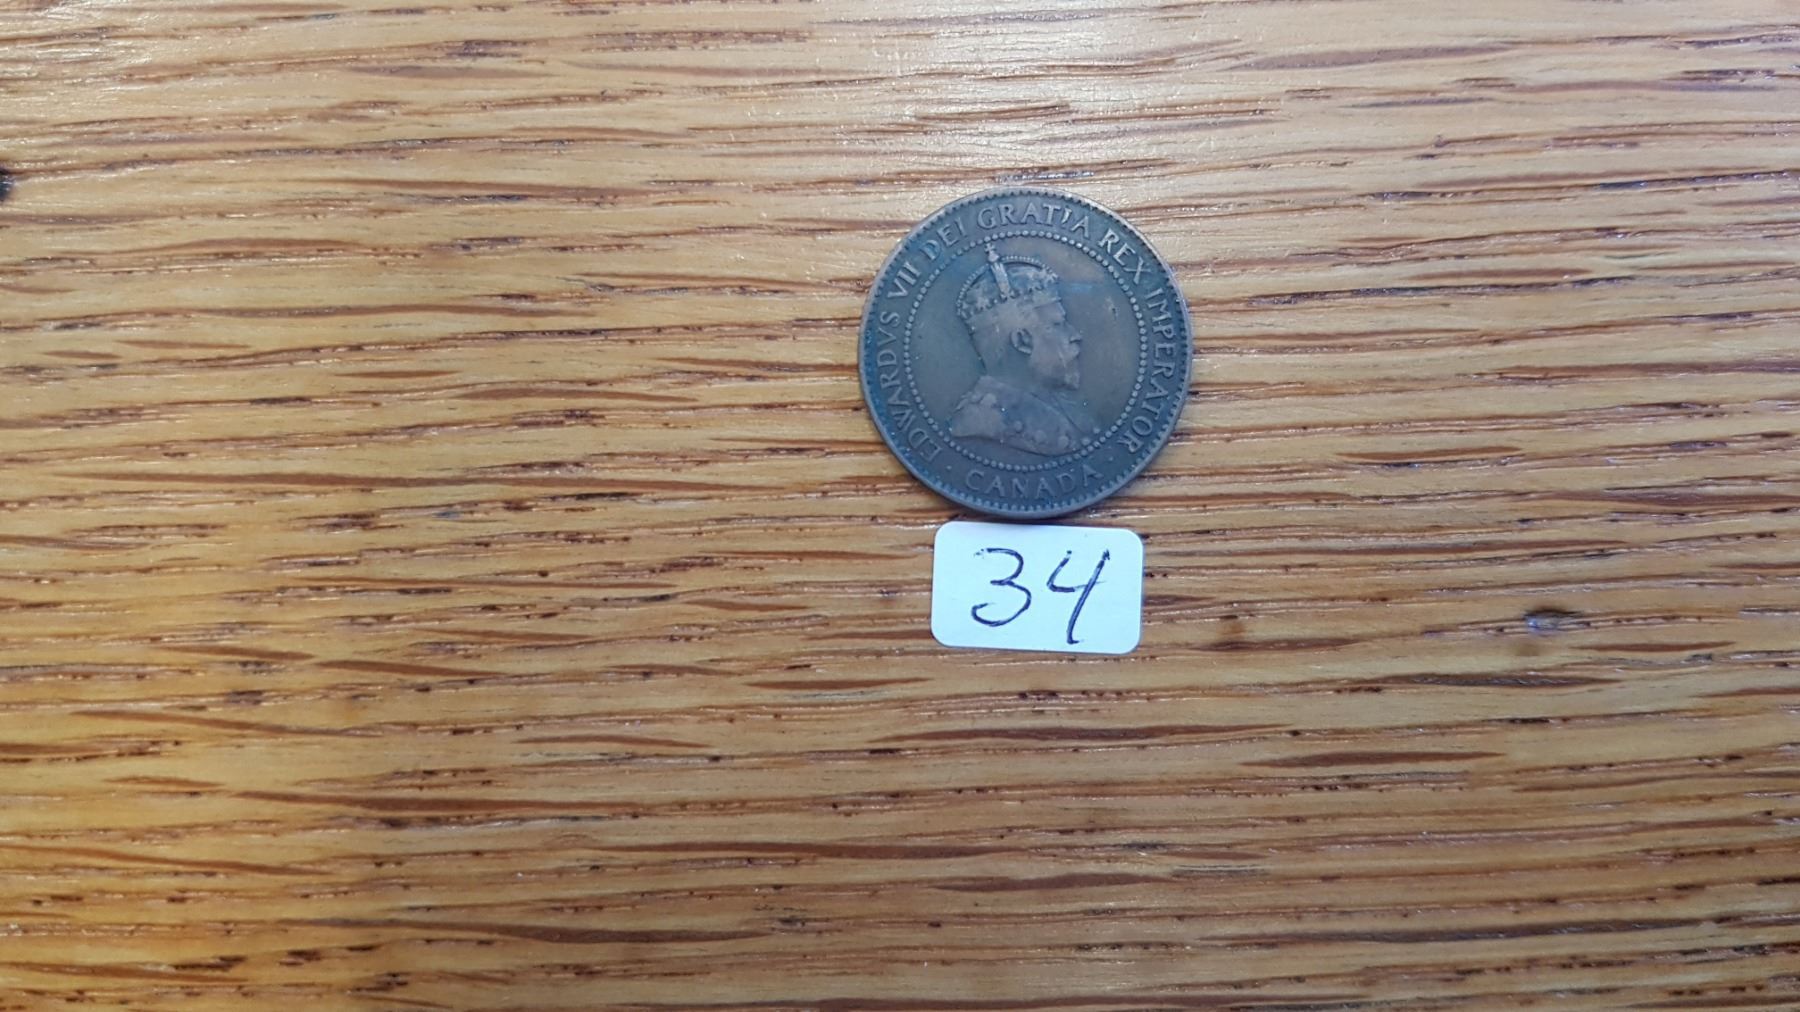 EDWARDVS VII DEI GRATIA REX IMPERATOR
· CANADA ·
34